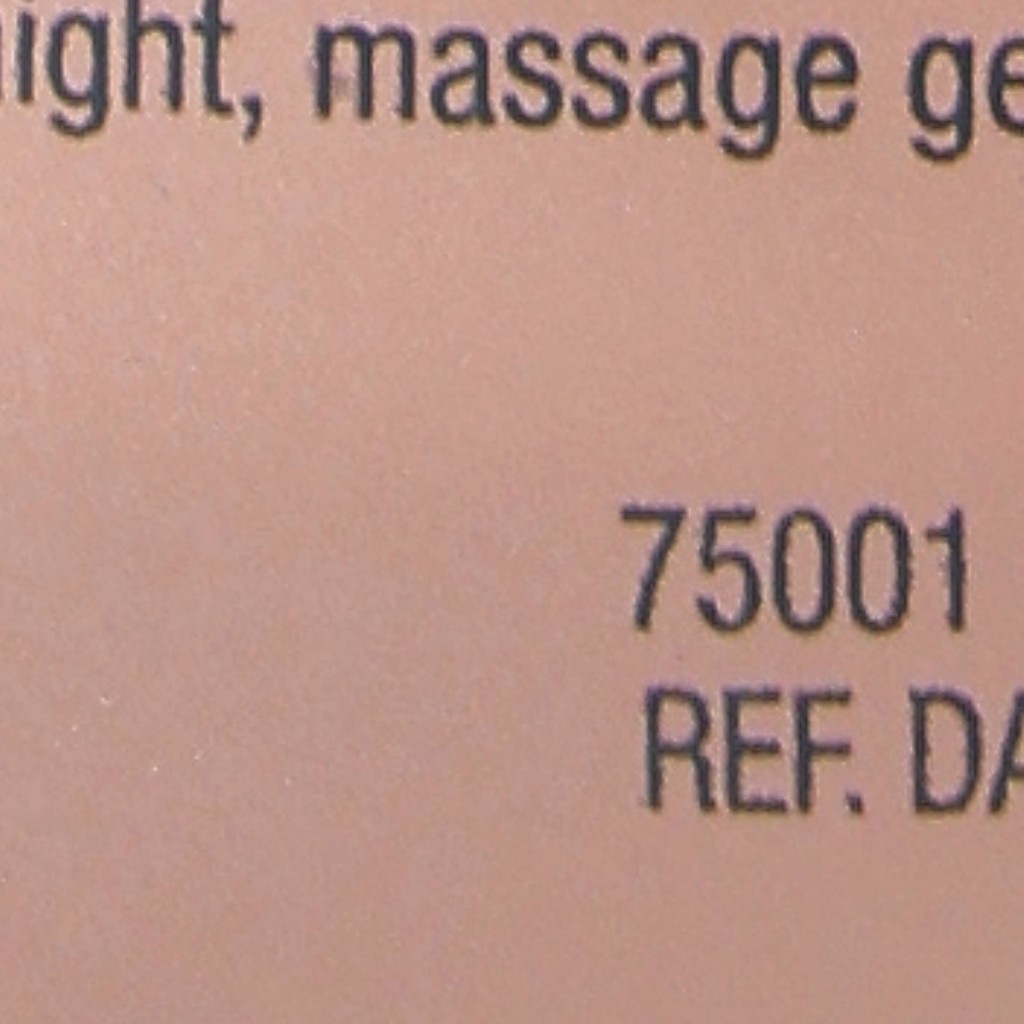 ight, massage ge
75001
REF. DA